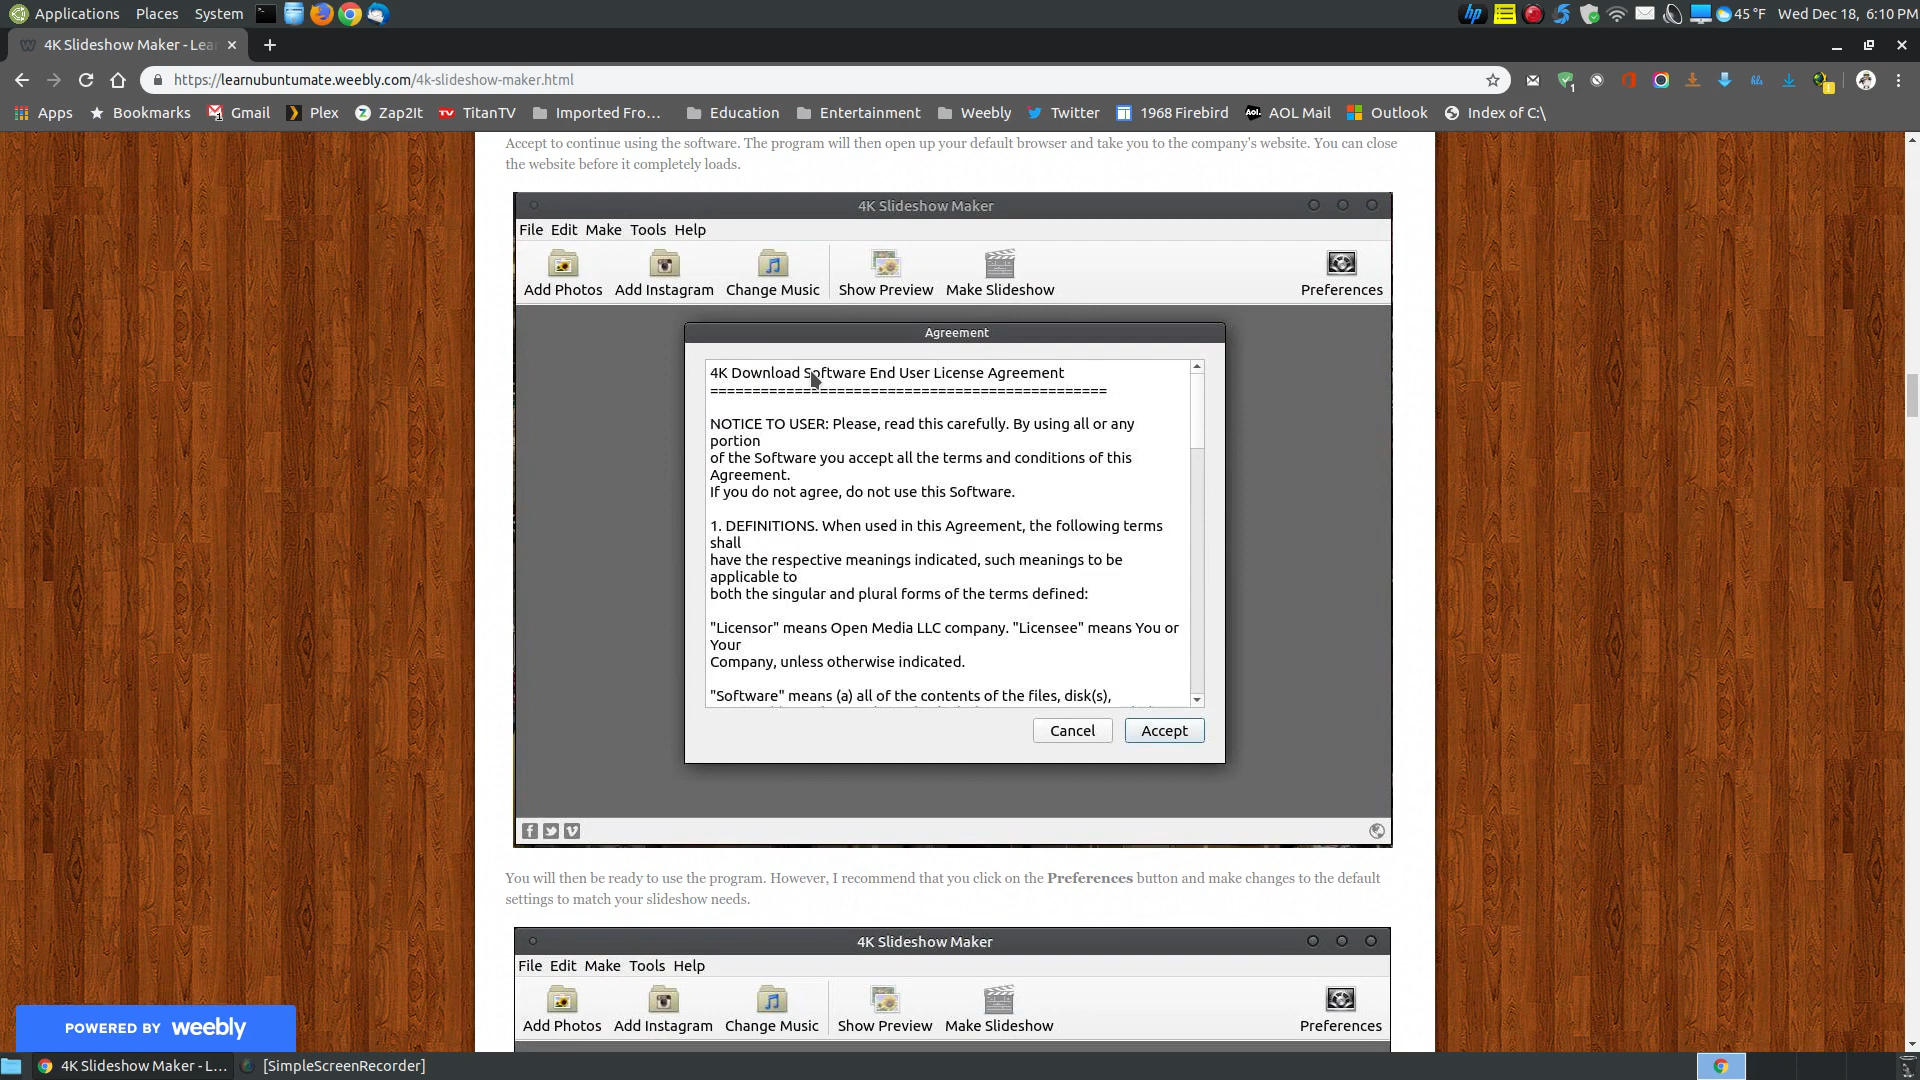 Applications Places System 45 °F Wed Dec 18, 6:10 PM
4K Slideshow Maker - Lea
https://learnubuntumate.weebly.com/4k-slideshow-maker.html
Apps Bookmarks Gmail Plex Zap2It TitanTV Imported Fro... Education Entertainment Weebly Twitter 1968 Firebird AOL Mail Outlook Index of C:\
Accept to continue using the software. The program will then open up your default browser and take you to the company's website. You can close
the website before it completely loads.
4K Slideshow Maker
File Edit Make Tools Help
Add Photos Add Instagram Change Music Show Preview Make Slideshow Preferences
Agreement
4K Download Software End User License Agreement
===============================================
NOTICE TO USER: Please, read this carefully. By using all or any
portion
of the Software you accept all the terms and conditions of this
Agreement.
If you do not agree, do not use this Software.
1. DEFINITIONS. When used in this Agreement, the following terms
shall
have the respective meanings indicated, such meanings to be
applicable to
both the singular and plural forms of the terms defined:
"Licensor" means Open Media LLC company. "Licensee" means You or
Your
Company, unless otherwise indicated.
"Software" means (a) all of the contents of the files, disk(s),
Cancel Accept
You will then be ready to use the program. However, I recommend that you click on the Preferences button and make changes to the default
settings to match your slideshow needs.
4K Slideshow Maker
File Edit Make Tools Help
Add Photos Add Instagram Change Music Show Preview Make Slideshow Preferences
POWERED BY weebly
4K Slideshow Maker - L... [SimpleScreenRecorder]